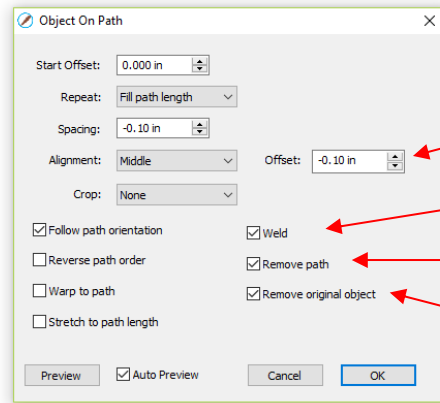 Object On Path
Start Offset: 0.000 in
Repeat: Fill path length
Spacing: -0.10 in
Alignment: Middle Offset: -0.10 in
Crop: None
Follow path orientation Weld
Reverse path order Remove path
Warp to path Remove original object
Stretch to path length
Preview Auto Preview Cancel OK